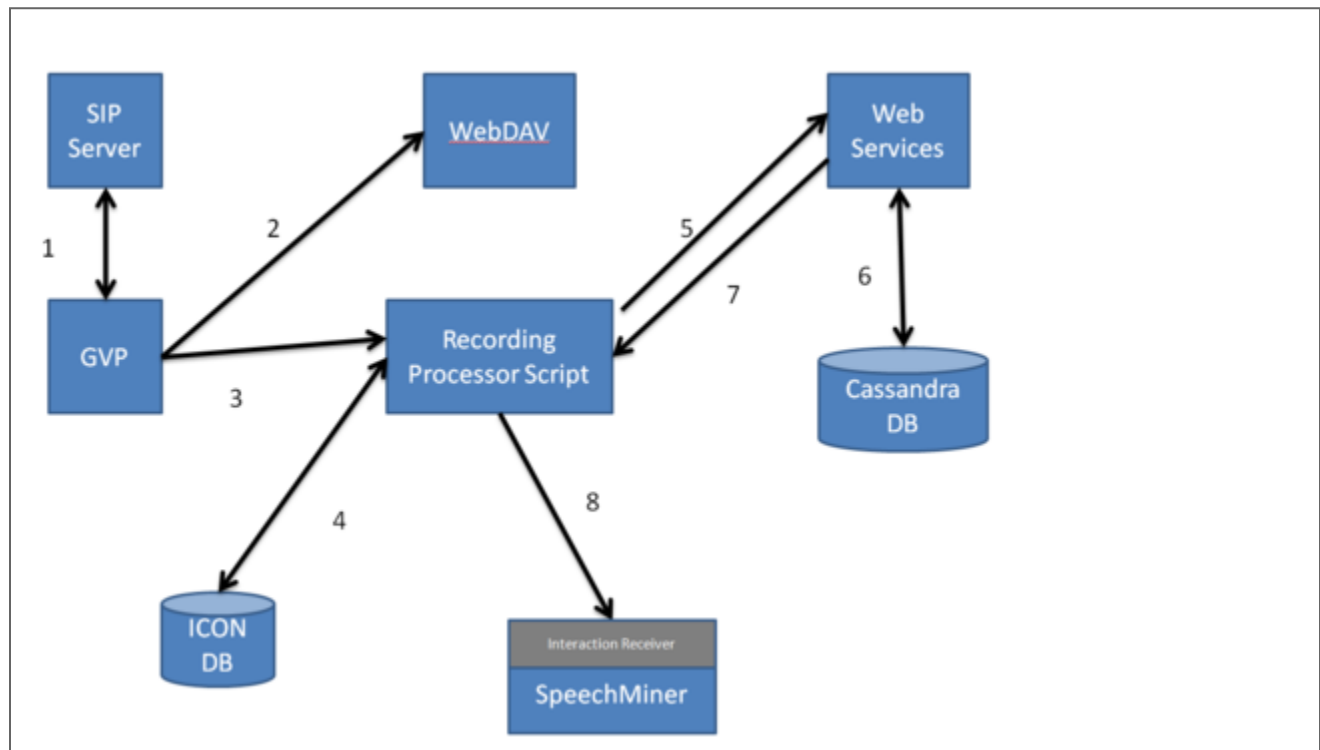 SIP
Server
WebDAV
Web
Services
1
2
5
7
6
GVP
Recording
Processor Script
3
Cassandra
DB
4
8
ICON
DB
Interaction Receiver
SpeechMiner